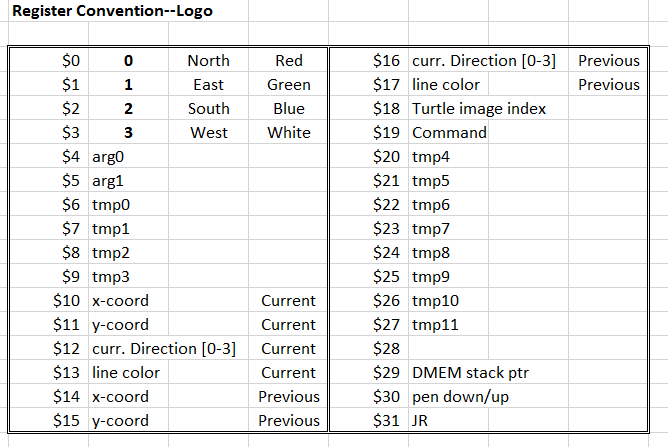 Register Convention--Logo
$0 0 North Red $16 curr. Direction [0-3] Previous
$1 1 East Green $17 line color Previous
$2 2 South Blue $18 Turtle image index
$3 3 West White $19 Command
$4 arg0 $20 tmp4
$5 arg1 $21 tmp5
$6 tmp0 $22 tmp6
$7 tmp1 $23 tmp7
$8 tmp2 $24 tmp8
$9 tmp3 $25 tmp9
$10 x-coord Current $26 tmp10
$11 y-coord Current $27 tmp11
$12 curr. Direction [0-3] Current $28
$13 line color Current $29 DMEM stack ptr
$14 x-coord Previous $30 pen down/up
$15 y-coord Previous $31 JR